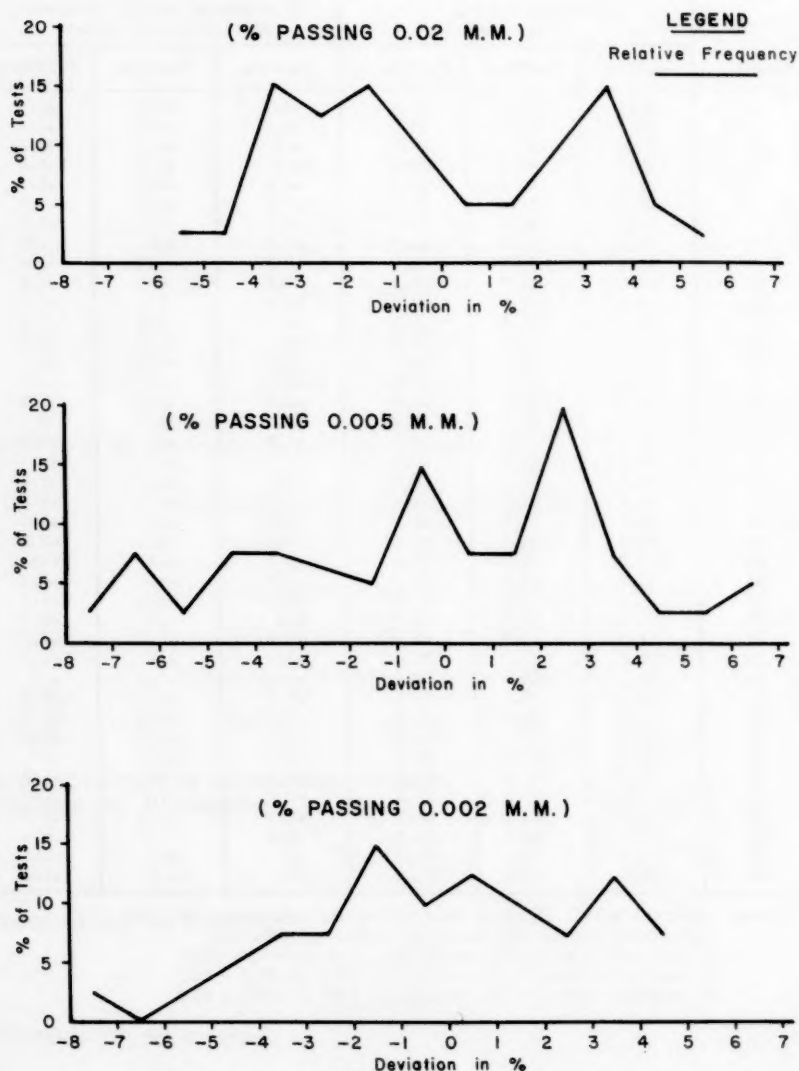 (% PASSING 0.02 M.M.)
LEGEND
Relative Frequency
20
15
10
5
0
% of Tests
-8 -7 -6 -5 -4 -3 -2 -1 0 1 2 3 4 5 6 7
Deviation in %
(% PASSING 0.005 M.M.)
20
15
10
5
0
% of Tests
-8 -7 -6 -5 -4 -3 -2 -1 0 1 2 3 4 5 6 7
Deviation in %
(% PASSING 0.002 M.M.)
20
15
10
5
0
% of Tests
-8 -7 -6 -5 -4 -3 -2 -1 0 1 2 3 4 5 6 7
Deviation in %